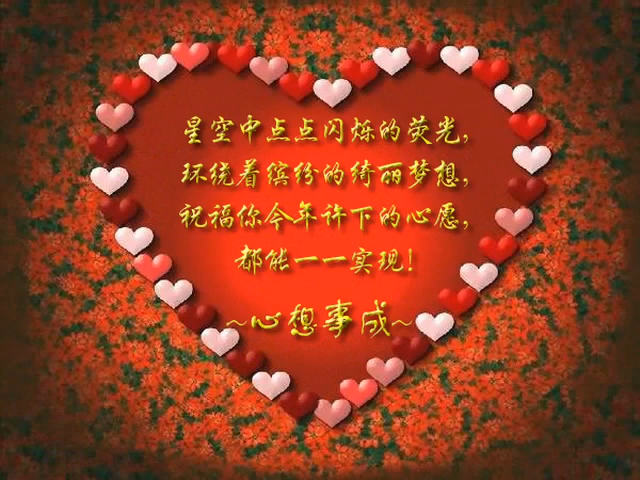 星空中点点闪烁的荧光,
环绕着缤纷的绮丽梦想,
祝福你今年许下的心愿,
都能一一实现!
~心想事成~